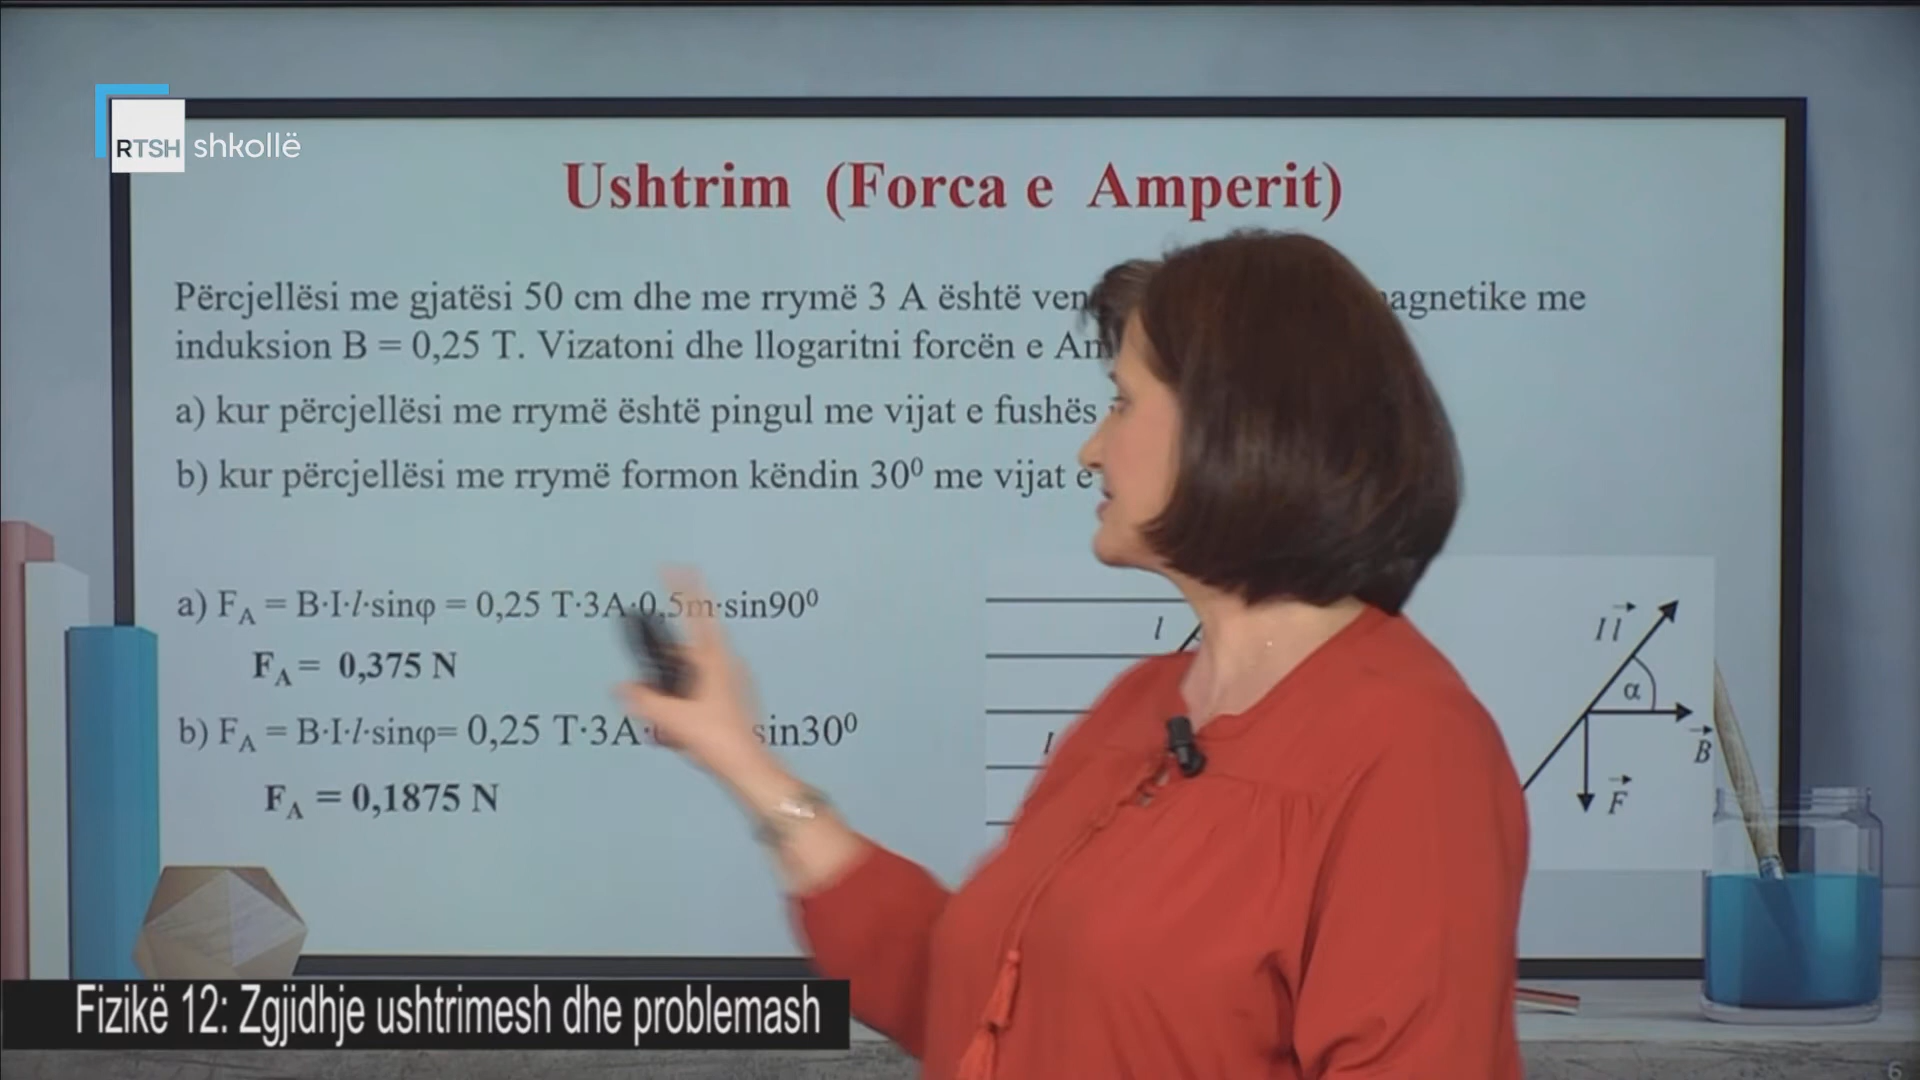 RTSH shkollë
Ushtrim (Forca e Amperit)
Përcjellësi me gjatësi 50 cm dhe me rrymë 3 A është me
induksion B = 0,25 T. Vizatoni dhe llogaritni forcën e
a) kur përcjellësi me rrymë është pingul me vijat e fushës
b) kur përcjellësi me rrymë formon këndin 30⁰ me vijat e
a) F_A = B·I·l·sinφ = 0,25 T·3A·0,5m·sin90⁰
F_A = 0,375 N
b) F_A = B·I·l·sinφ= 0,25 T·3A· sin30⁰
F_A = 0,1875 N
l
l
I l
α
B
F
Fizikë 12: Zgjidhje ushtrimesh dhe problemash
6